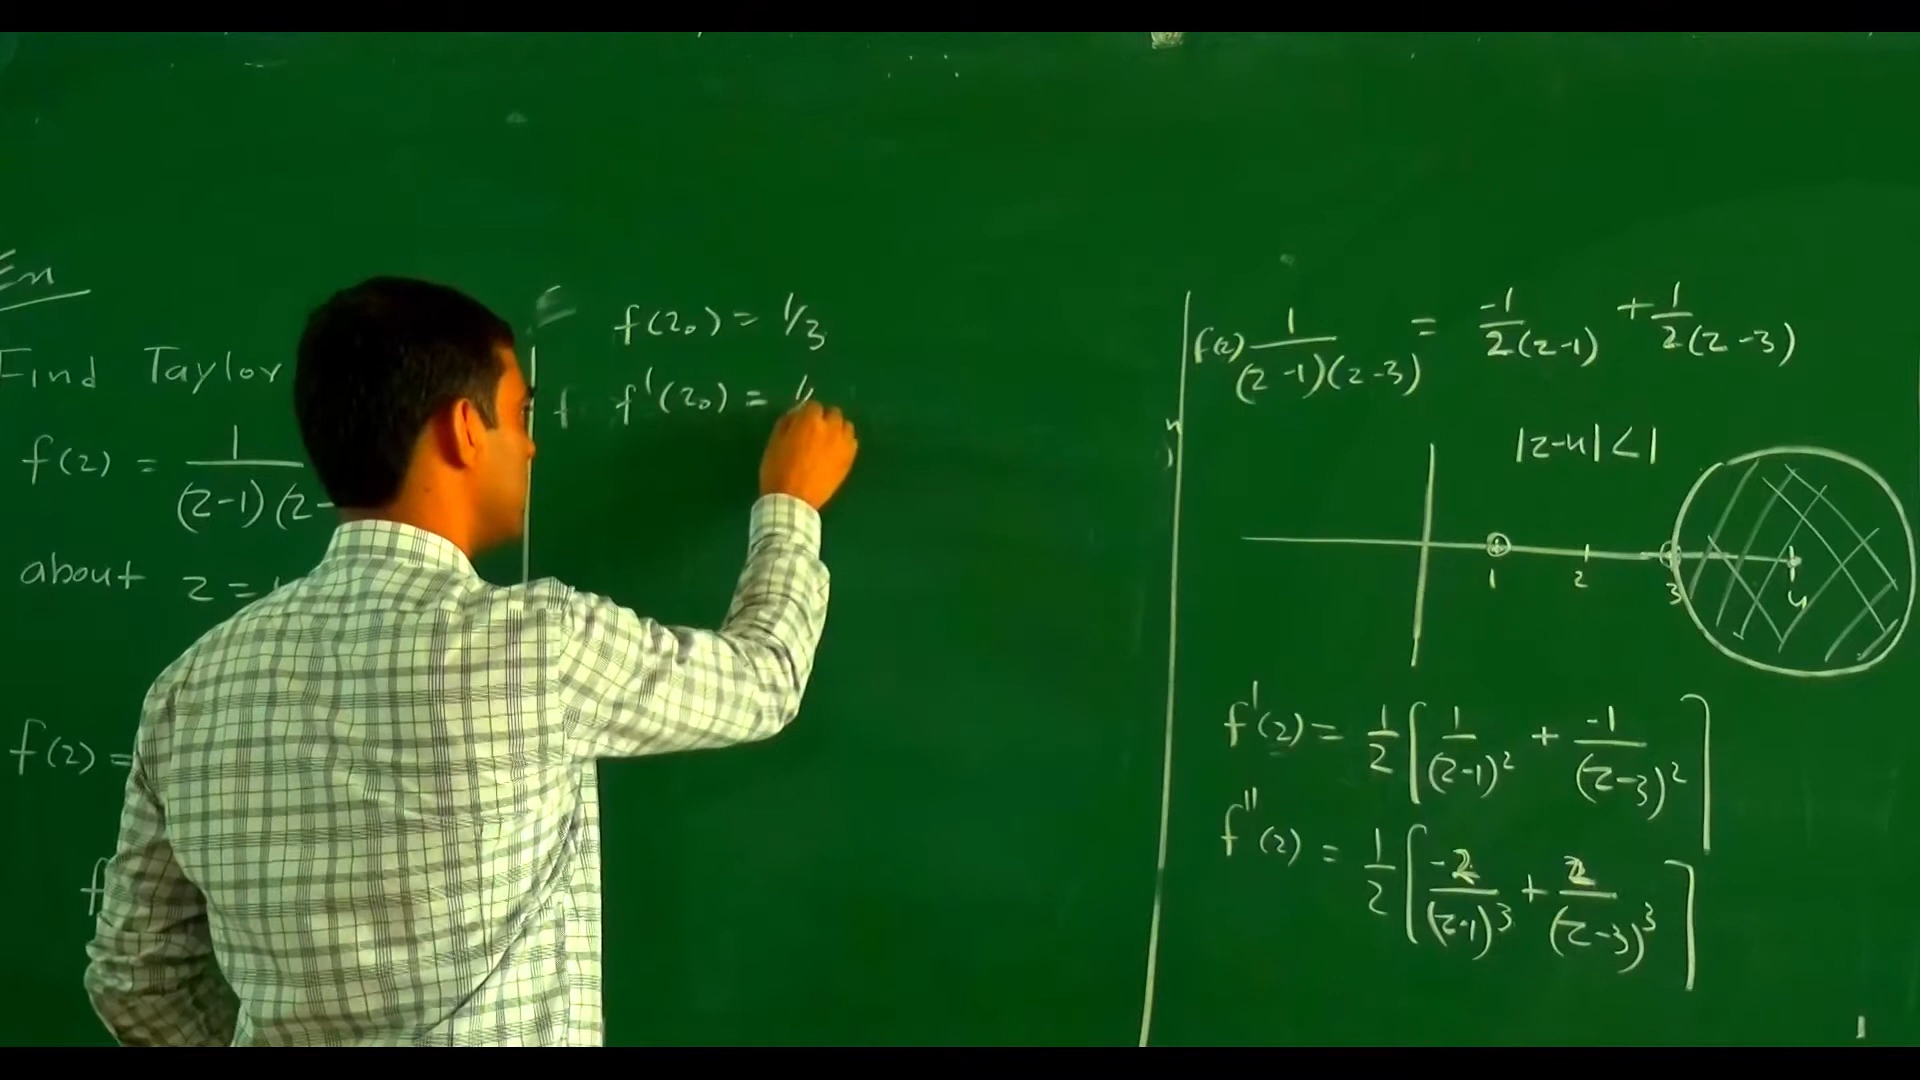 Ex
Find Taylor
f(z) = 1/(z-1)(z-
about z =
f(z) =
f
f(z₀) = 1/3
f'(z₀) = 1/
f(z) 1/(z-1)(z-3) = -1/2(z-1) + 1/2(z-3)
|z-4|<1
1 2 3 4
f'(z) = 1/2 [1/(z-1)² + -1/(z-3)²]
f''(z) = 1/2 [-2/(z-1)³ + 2/(z-3)³]